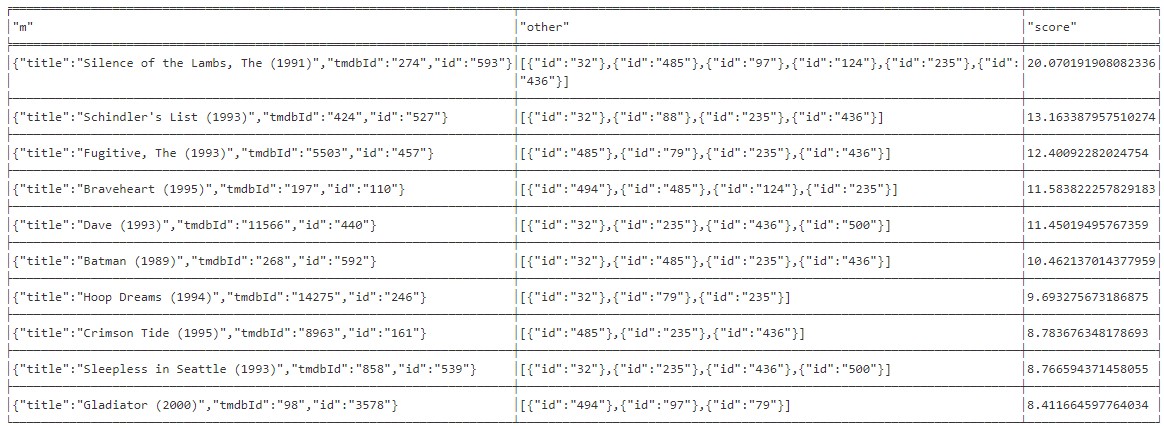 "m" "other" "score"
{"title":"Silence of the Lambs, The (1991)","tmdbId":"274","id":"593"} [{"id":"32"},{"id":"485"},{"id":"97"},{"id":"124"},{"id":"235"},{"id": 20.070191908082336
"436"}]
{"title":"Schindler's List (1993)","tmdbId":"424","id":"527"} [{"id":"32"},{"id":"88"},{"id":"235"},{"id":"436"}] 13.163387957510274
{"title":"Fugitive, The (1993)","tmdbId":"5503","id":"457"} [{"id":"485"},{"id":"79"},{"id":"235"},{"id":"436"}] 12.40092282024754
{"title":"Braveheart (1995)","tmdbId":"197","id":"110"} [{"id":"494"},{"id":"485"},{"id":"124"},{"id":"235"}] 11.583822257829183
{"title":"Dave (1993)","tmdbId":"11566","id":"440"} [{"id":"32"},{"id":"235"},{"id":"436"},{"id":"500"}] 11.45019495767359
{"title":"Batman (1989)","tmdbId":"268","id":"592"} [{"id":"32"},{"id":"485"},{"id":"235"},{"id":"436"}] 10.462137014377959
{"title":"Hoop Dreams (1994)","tmdbId":"14275","id":"246"} [{"id":"32"},{"id":"79"},{"id":"235"}] 9.693275673186875
{"title":"Crimson Tide (1995)","tmdbId":"8963","id":"161"} [{"id":"485"},{"id":"235"},{"id":"436"}] 8.783676348178693
{"title":"Sleepless in Seattle (1993)","tmdbId":"858","id":"539"} [{"id":"32"},{"id":"235"},{"id":"436"},{"id":"500"}] 8.766594371458055
{"title":"Gladiator (2000)","tmdbId":"98","id":"3578"} [{"id":"494"},{"id":"97"},{"id":"79"}] 8.411664597764034